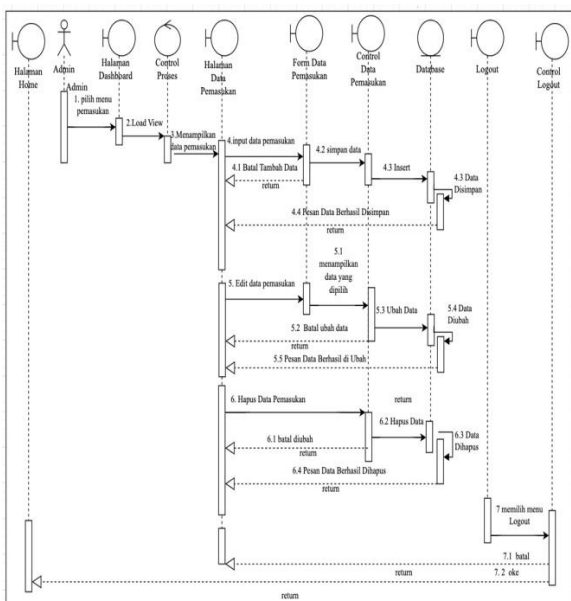 Halaman
Home
Admin
Halaman
Dashboard
Control
Proses
Halaman
Data
Pemasukan
Form Data
Pemasukan
Control
Data
Pemasukan
Database
Logout
Control
Logout
Admin
1. pilih menu
pemasukan
2.Load View
3.Menampilkan
data pemasukan
4.input data pemasukan
4.2 simpan data
4.1 Batal Tambah Data
return
4.3 Insert
4.3 Data
Disimpan
4.4 Pesan Data Berhasil Disimpan
return
5.1
menampilkan
data yang
dipilih
5. Edit data pemasukan
5.3 Ubah Data
5.4 Data
Diubah
5.2 Batal ubah data
return
5.5 Pesan Data Berhasil di Ubah
return
6. Hapus Data Pemasukan
return
6.2 Hapus Data
6.3 Data
Dihapus
6.1 batal diubah
return
6.4 Pesan Data Berhasil Dihapus
return
7 memilih menu
Logout
7.1 batal
return
7. 2 oke
return